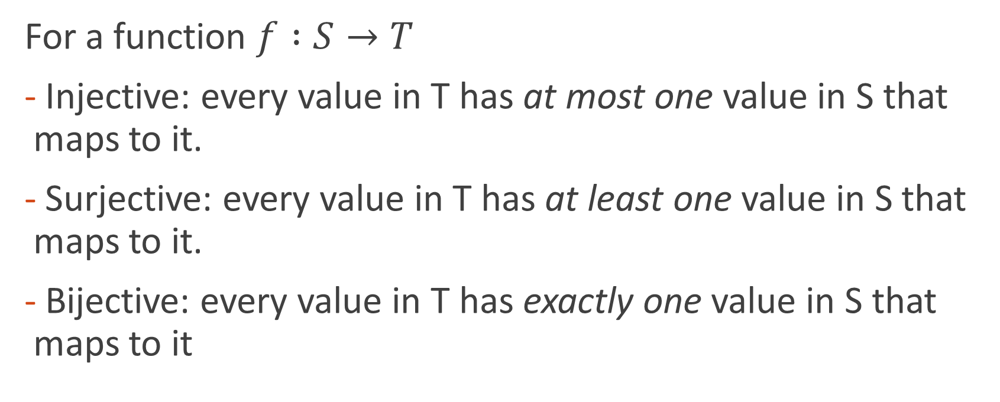 For a function 𝑓 : 𝑆 → 𝑇
- Injective: every value in T has at most one value in S that
maps to it.
- Surjective: every value in T has at least one value in S that
maps to it.
- Bijective: every value in T has exactly one value in S that
maps to it